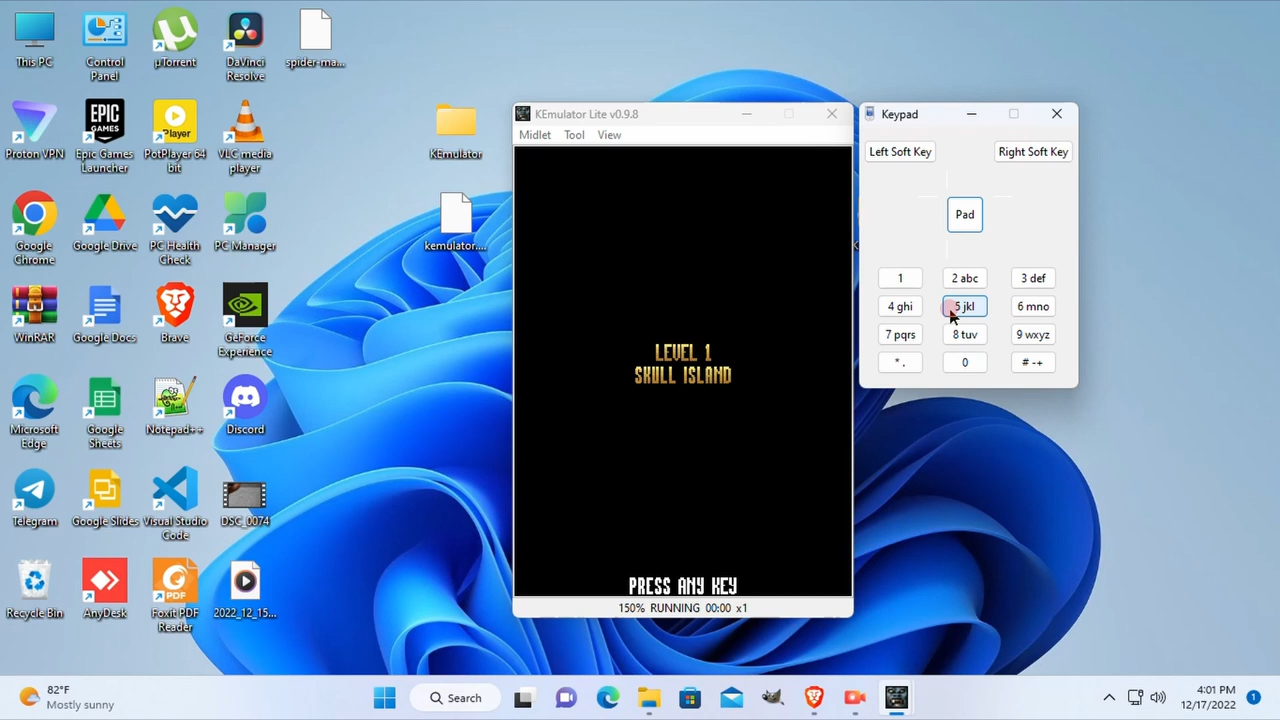 This PC
Control
Panel
µTorrent
DaVinci
Resolve
spider-ma...
Proton VPN
Epic Games
Launcher
PotPlayer 64
bit
VLC media
player
KEmulator
Google
Chrome
Google Drive
PC Health
Check
PC Manager
kemulator....
WinRAR
Google Docs
Brave
GeForce
Experience
Microsoft
Edge
Google
Sheets
Notepad++
Discord
Telegram
Google Slides
Visual Studio
Code
DSC_0074
Recycle Bin
AnyDesk
Foxit PDF
Reader
2022_12_15...
EPIC
GAMES
Player
PDF
KEmulator Lite v0.9.8
Midlet Tool View
LEVEL 1
SKULL ISLAND
PRESS ANY KEY
150% RUNNING 00:00 x1
Keypad
Left Soft Key Right Soft Key
Pad
1 2 abc 3 def
4 ghi 5 jkl 6 mno
7 pqrs 8 tuv 9 wxyz
* . 0 # -+
82°F
Mostly sunny
Search
4:01 PM
12/17/2022
1